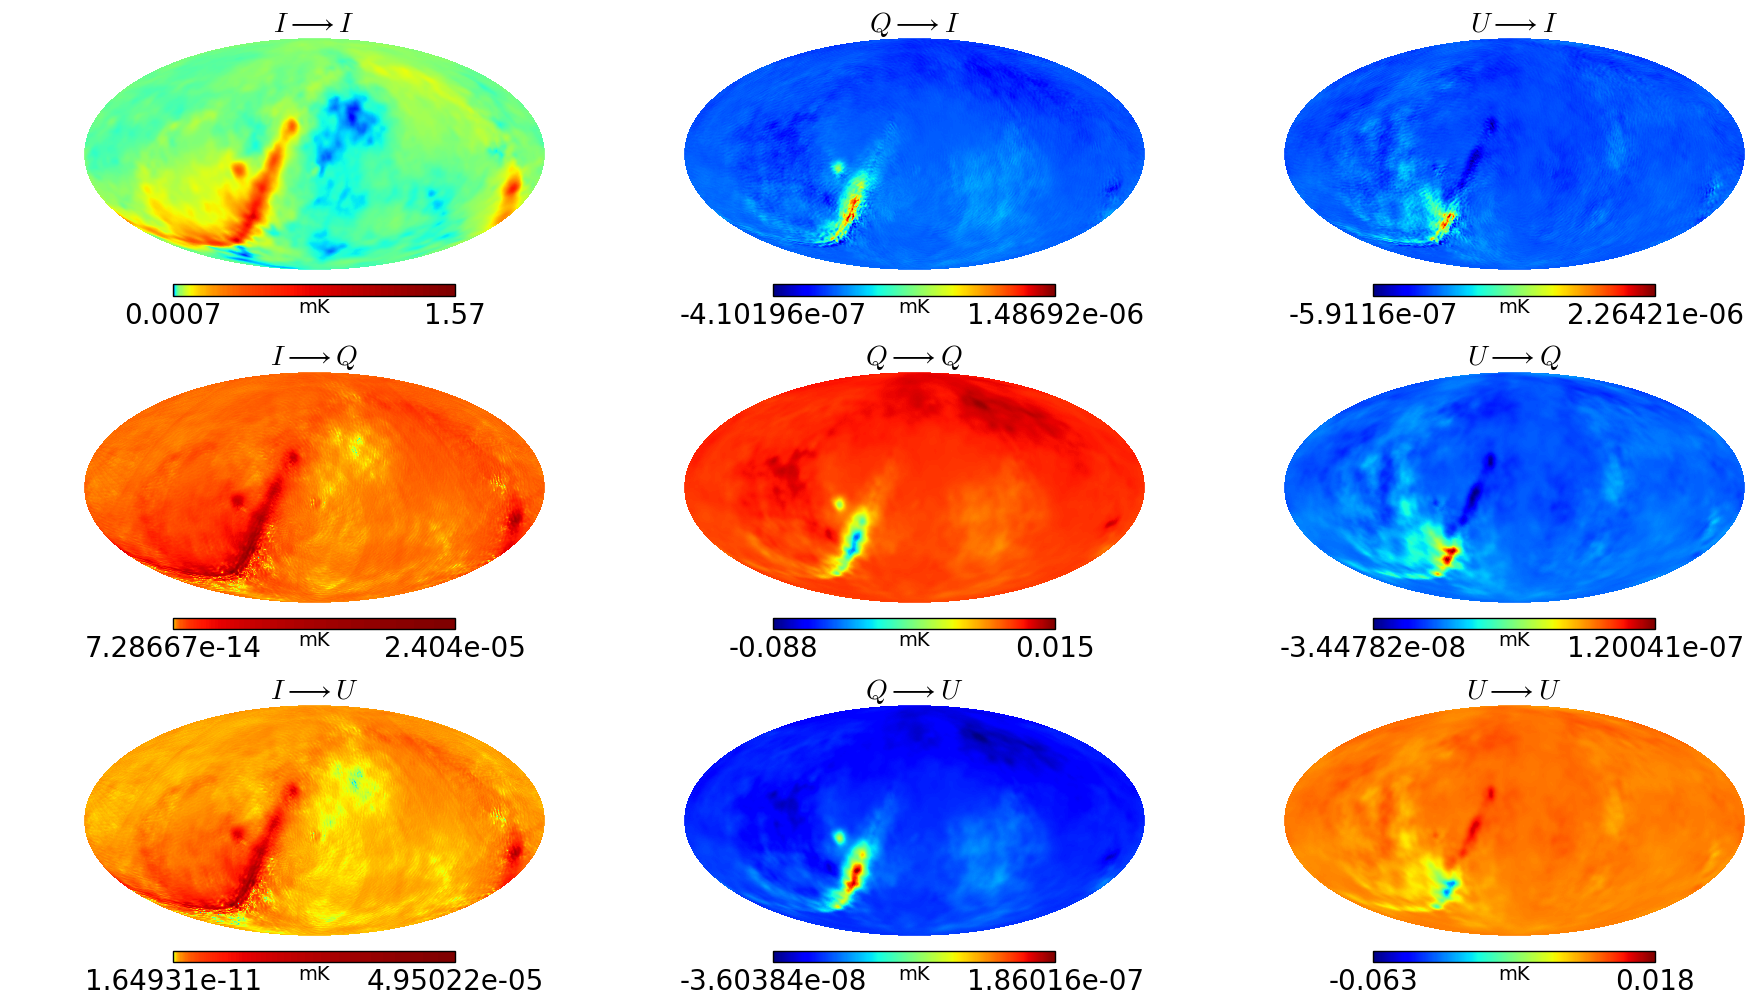 I ⟶ I
Q ⟶ I
U ⟶ I
mK
0.0007 1.57
mK
-4.10196e-07 1.48692e-06
mK
-5.9116e-07 2.26421e-06
I ⟶ Q
Q ⟶ Q
U ⟶ Q
mK
7.28667e-14 2.404e-05
mK
-0.088 0.015
mK
-3.44782e-08 1.20041e-07
I ⟶ U
Q ⟶ U
U ⟶ U
mK
1.64931e-11 4.95022e-05
mK
-3.60384e-08 1.86016e-07
mK
-0.063 0.018